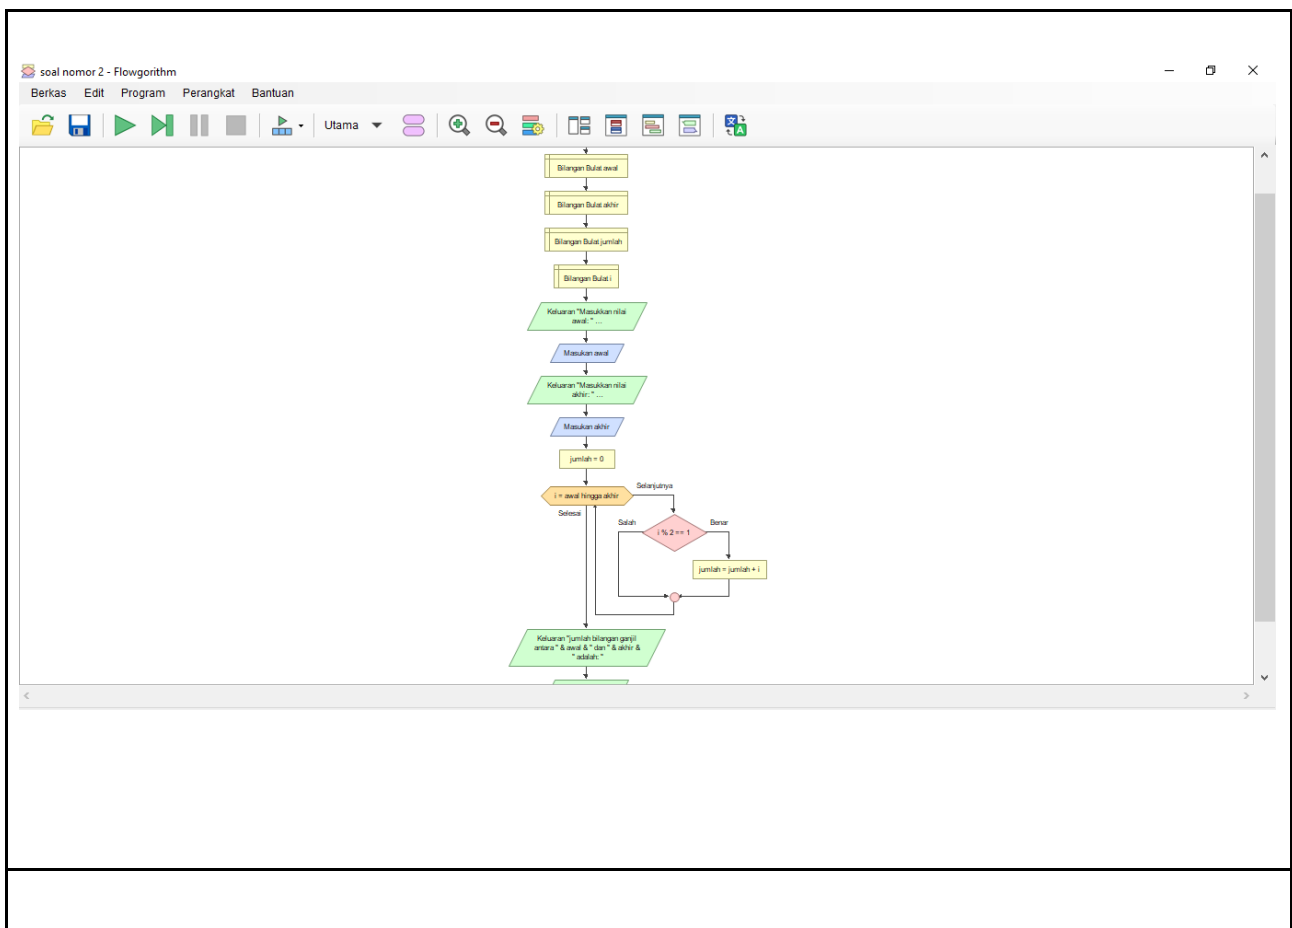 soal nomor 2 - Flowgorithm
Berkas Edit Program Perangkat Bantuan
Utama
Bilangan Bulat awal
Bilangan Bulat akhir
Bilangan Bulat jumlah
Bilangan Bulat i
Keluaran "Masukkan nilai
awal: " ...
Masukan awal
Keluaran "Masukkan nilai
akhir: " ...
Masukan akhir
jumlah = 0
i = awal hingga akhir
Selanjutnya
Selesai
Salah
i % 2 == 1
Benar
jumlah = jumlah + i
Keluaran "jumlah bilangan ganjil
antara " & awal & " dan " & akhir &
" adalah: "